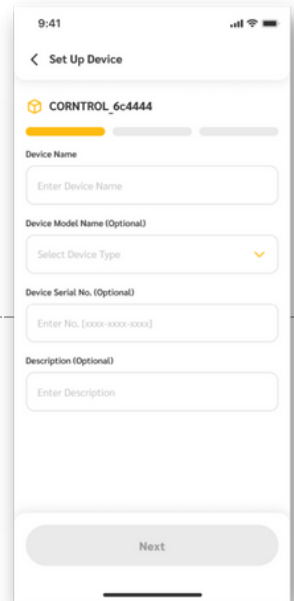 9:41
Set Up Device
CORNTROL_6c4444
Device Name
Enter Device Name
Device Model Name (Optional)
Select Device Type
Device Serial No. (Optional)
Enter No. [xxxx-xxxx-xxxx]
Description (Optional)
Enter Description
Next